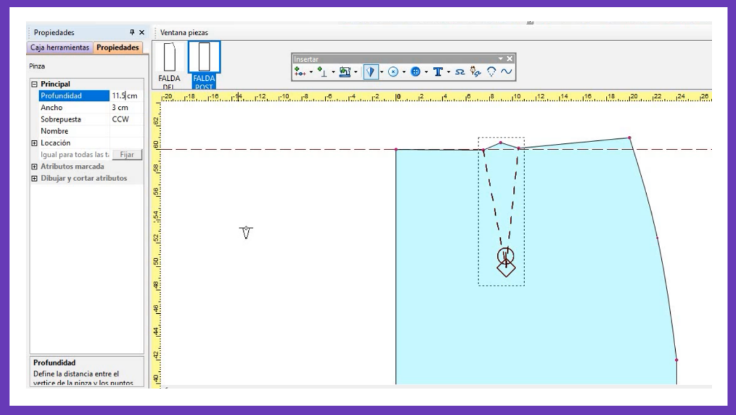 Propiedades
Ventana piezas
Caja herramientas Propiedades
Pinza
Principal
Profundidad 11.5 cm
Ancho 3 cm
Sobrepuesta CCW
Nombre
Locación
Igual para todas las t. Fijar
Atributos marcada
Dibujar y cortar atributos
Profundidad
Define la distancia entre el
vertice de la pinza y los puntos
FALDA
DEL
FALDA
POST
Insertar
-20 -18 -16 -14 -12 -10 -8 -6 -4 -2 0 2 4 6 8 10 12 14 16 18 20 22 24 26
62
60
58
56
54
52
50
48
46
44
42
40